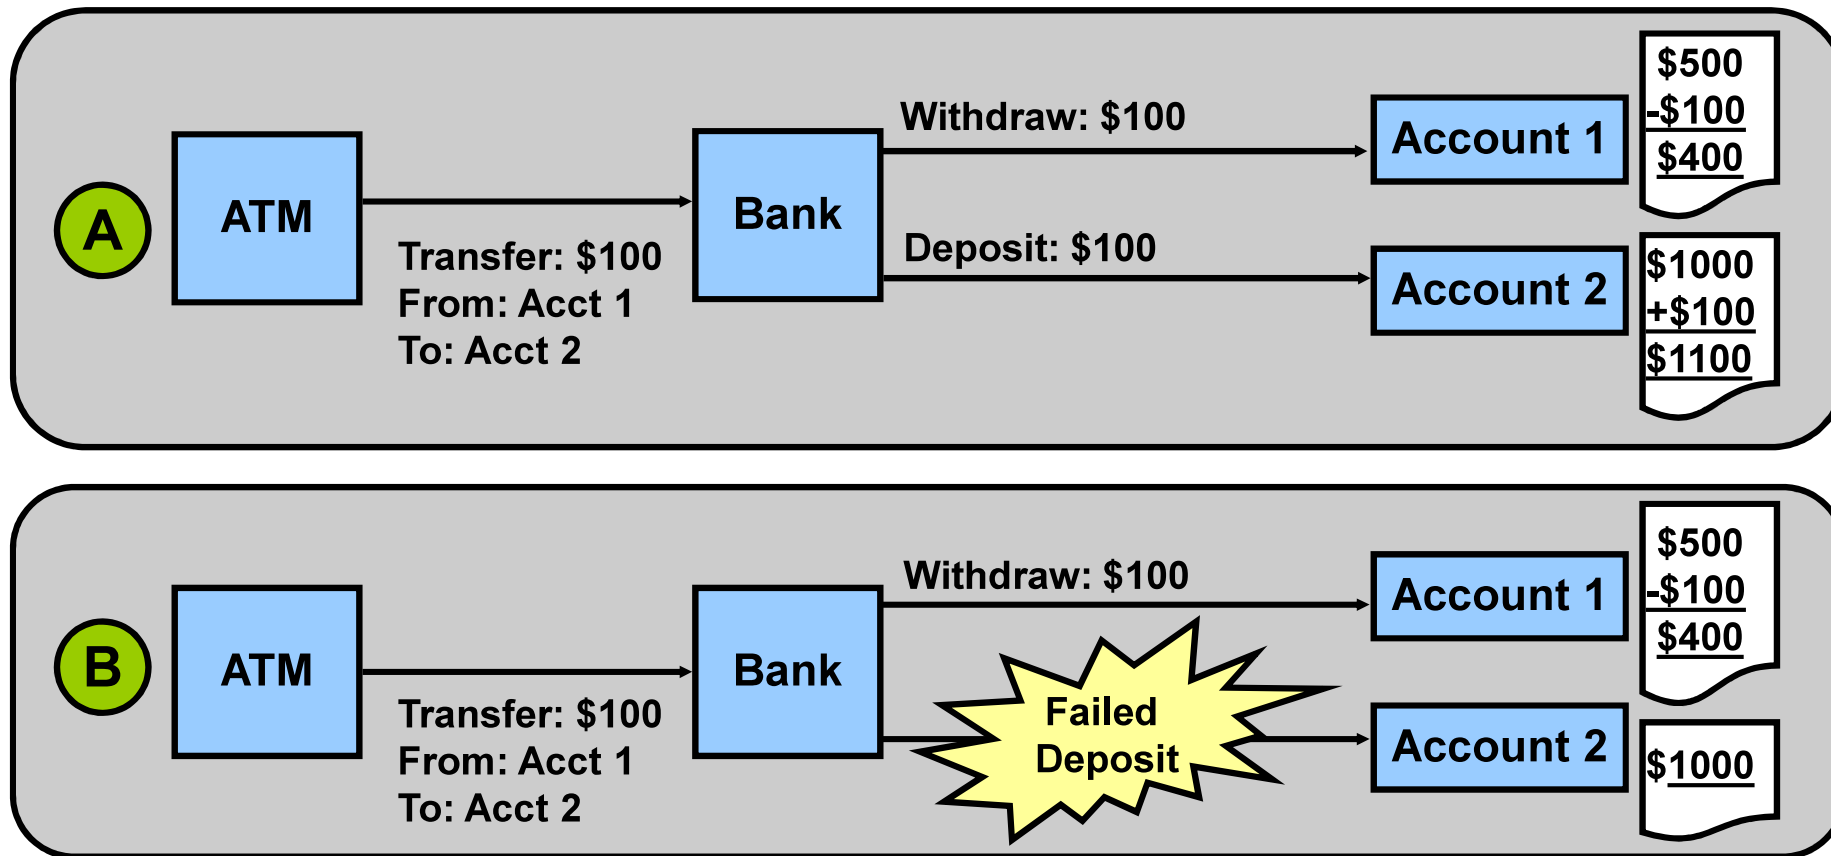 A
ATM
Transfer: $100
From: Acct 1
To: Acct 2
Bank
Withdraw: $100
Deposit: $100
Account 1
$500
-$100
$400
Account 2
$1000
+$100
$1100
B
ATM
Transfer: $100
From: Acct 1
To: Acct 2
Bank
Withdraw: $100
Failed
Deposit
Account 1
$500
-$100
$400
Account 2
$1000